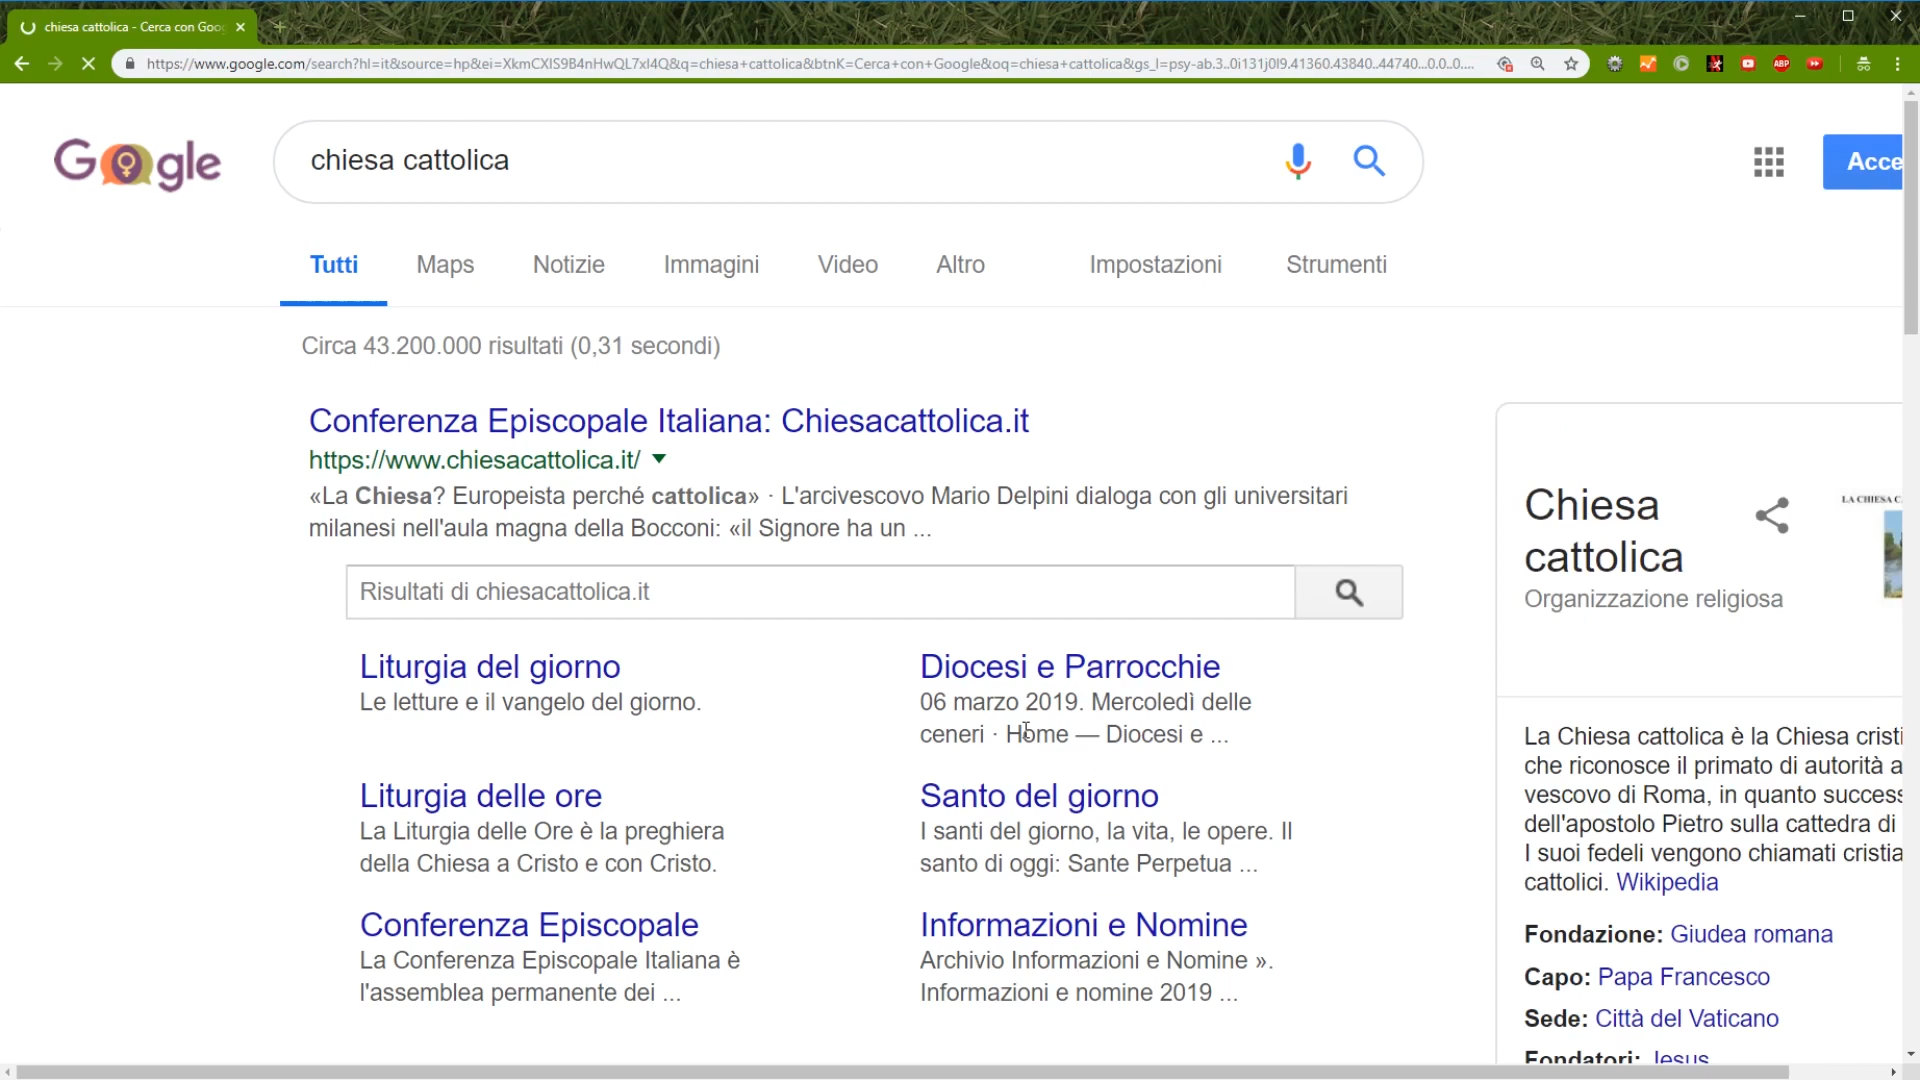 chiesa cattolica - Cerca con Goo
https://www.google.com/search?hl=it&source=hp&ei=XkmCXIS9B4nHwQL7xI4Q&q=chiesa+cattolica&btnK=Cerca+con+Google&oq=chiesa+cattolica&gs_l=psy-ab.3..0i131j0l9.41360.43840..44740...0.0..0....
ABP
Google
chiesa cattolica
Acce
Tutti Maps Notizie Immagini Video Altro Impostazioni Strumenti
Circa 43.200.000 risultati (0,31 secondi)
Conferenza Episcopale Italiana: Chiesacattolica.it
https://www.chiesacattolica.it/
«La Chiesa? Europeista perché cattolica» · L'arcivescovo Mario Delpini dialoga con gli universitari
milanesi nell'aula magna della Bocconi: «il Signore ha un ...
Risultati di chiesacattolica.it
Liturgia del giorno
Le letture e il vangelo del giorno.
Diocesi e Parrocchie
06 marzo 2019. Mercoledì delle
ceneri · Home — Diocesi e ...
Liturgia delle ore
La Liturgia delle Ore è la preghiera
della Chiesa a Cristo e con Cristo.
Santo del giorno
I santi del giorno, la vita, le opere. Il
santo di oggi: Sante Perpetua ...
Conferenza Episcopale
La Conferenza Episcopale Italiana è
l'assemblea permanente dei ...
Informazioni e Nomine
Archivio Informazioni e Nomine ».
Informazioni e nomine 2019 ...
Chiesa
cattolica
Organizzazione religiosa
LA CHIESA C
La Chiesa cattolica è la Chiesa cristi
che riconosce il primato di autorità a
vescovo di Roma, in quanto success
dell'apostolo Pietro sulla cattedra di
I suoi fedeli vengono chiamati cristia
cattolici. Wikipedia
Fondazione: Giudea romana
Capo: Papa Francesco
Sede: Città del Vaticano
Fondatori: Jesus